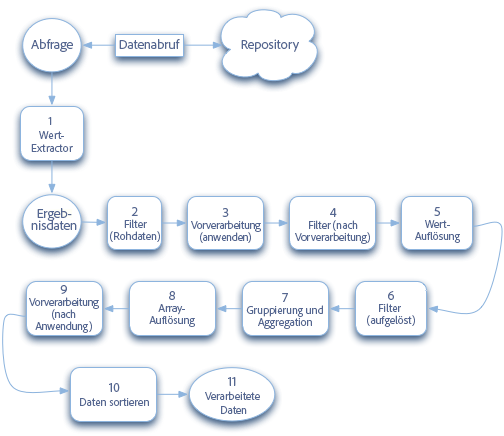 Abfrage
Datenabruf
Repository
1
Wert-
Extractor
Ergeb-
nisdaten
2
Filter
(Rohdaten)
3
Vorverarbeitung
(anwenden)
4
Filter (nach
Vorverarbeitung)
5
Wert-
Auflösung
6
Filter
(aufgelöst)
7
Gruppierung und
Aggregation
8
Array-
Auflösung
9
Vorverarbeitung
(nach
Anwendung)
10
Daten sortieren
11
Verarbeitete
Daten